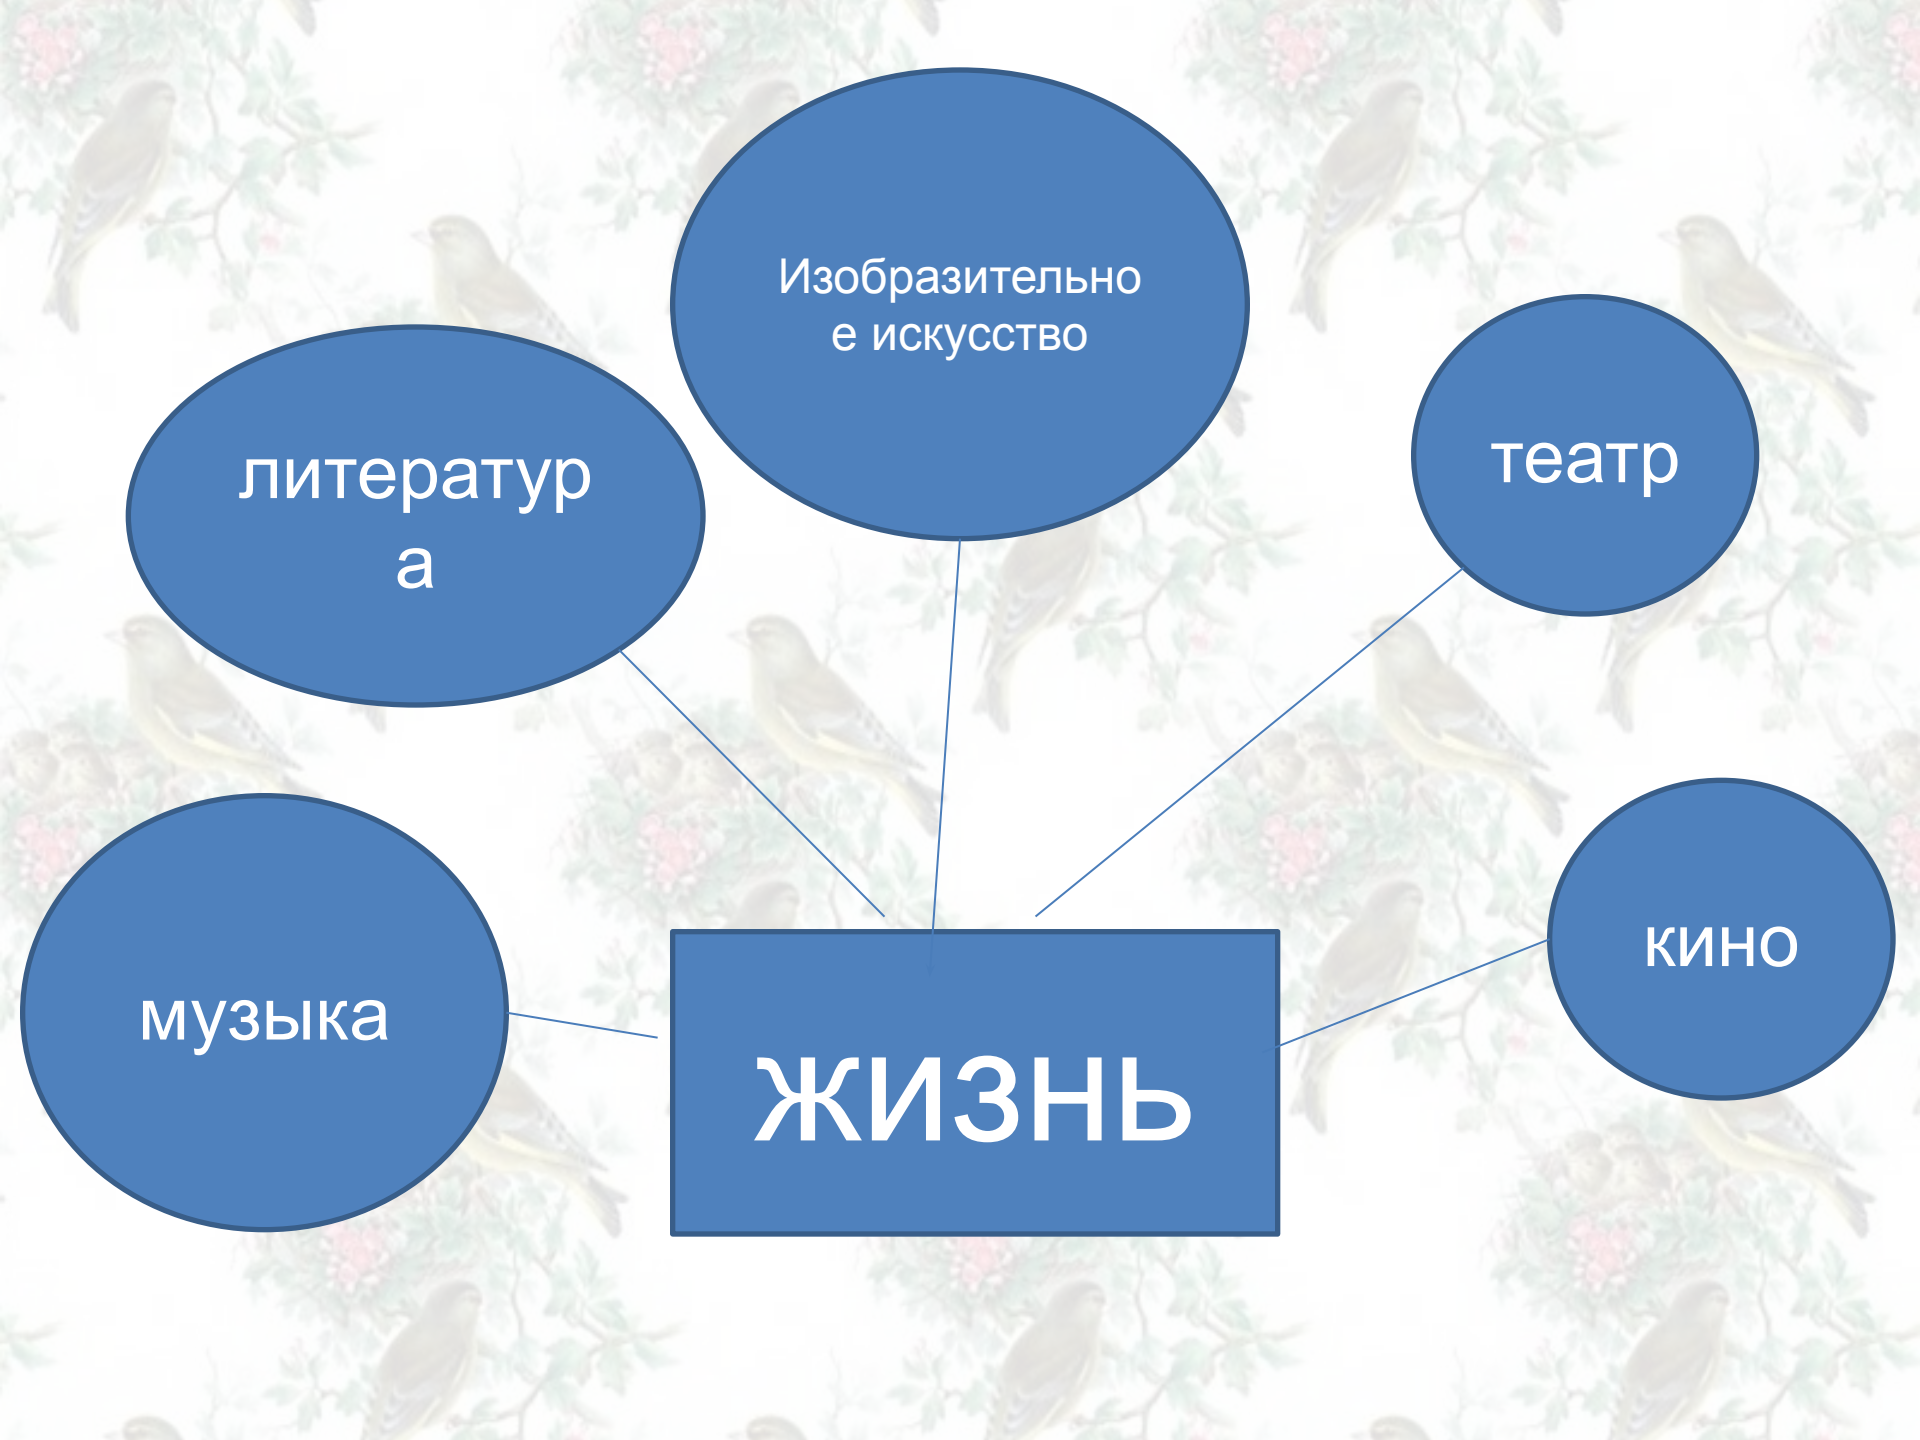 Изобразительно
е искусство
театр
литератур
а
кино
музыка
жизнь